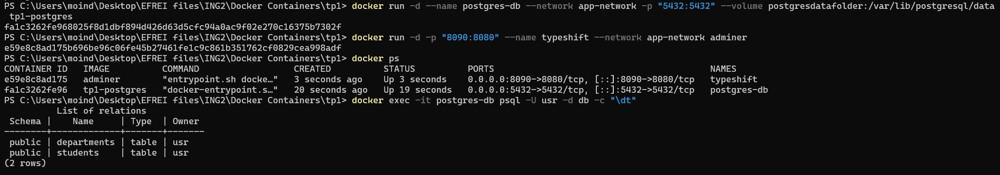 PS C:\Users\moind\Desktop\EFREI files\ING2\Docker Containers\tp1> docker run -d --name postgres-db --network app-network -p "5432:5432" --volume postgresdatafolder:/var/lib/postgresql/data
 tp1-postgres
fa1c3262fe968025f8d1dbf894d426d63d5cfc94a0ac9f02e270c16375b7302f
PS C:\Users\moind\Desktop\EFREI files\ING2\Docker Containers\tp1> docker run -d -p "8090:8080" --name typeshift --network app-network adminer
e59e8c8ad175b696be96c06fe45b27461fe1c9c861b351762cf0829cea998adf
PS C:\Users\moind\Desktop\EFREI files\ING2\Docker Containers\tp1> docker ps
CONTAINER ID   IMAGE          COMMAND                  CREATED          STATUS          PORTS                                         NAMES
e59e8c8ad175   adminer        "entrypoint.sh docke…"   3 seconds ago    Up 3 seconds    0.0.0.0:8090->8080/tcp, [::]:8090->8080/tcp   typeshift
fa1c3262fe96   tp1-postgres   "docker-entrypoint.s…"   20 seconds ago   Up 19 seconds   0.0.0.0:5432->5432/tcp, [::]:5432->5432/tcp   postgres-db
PS C:\Users\moind\Desktop\EFREI files\ING2\Docker Containers\tp1> docker exec -it postgres-db psql -U usr -d db -c "\dt"
          List of relations
 Schema |    Name     | Type  | Owner
--------+-------------+-------+-------
 public | departments | table | usr
 public | students    | table | usr
(2 rows)